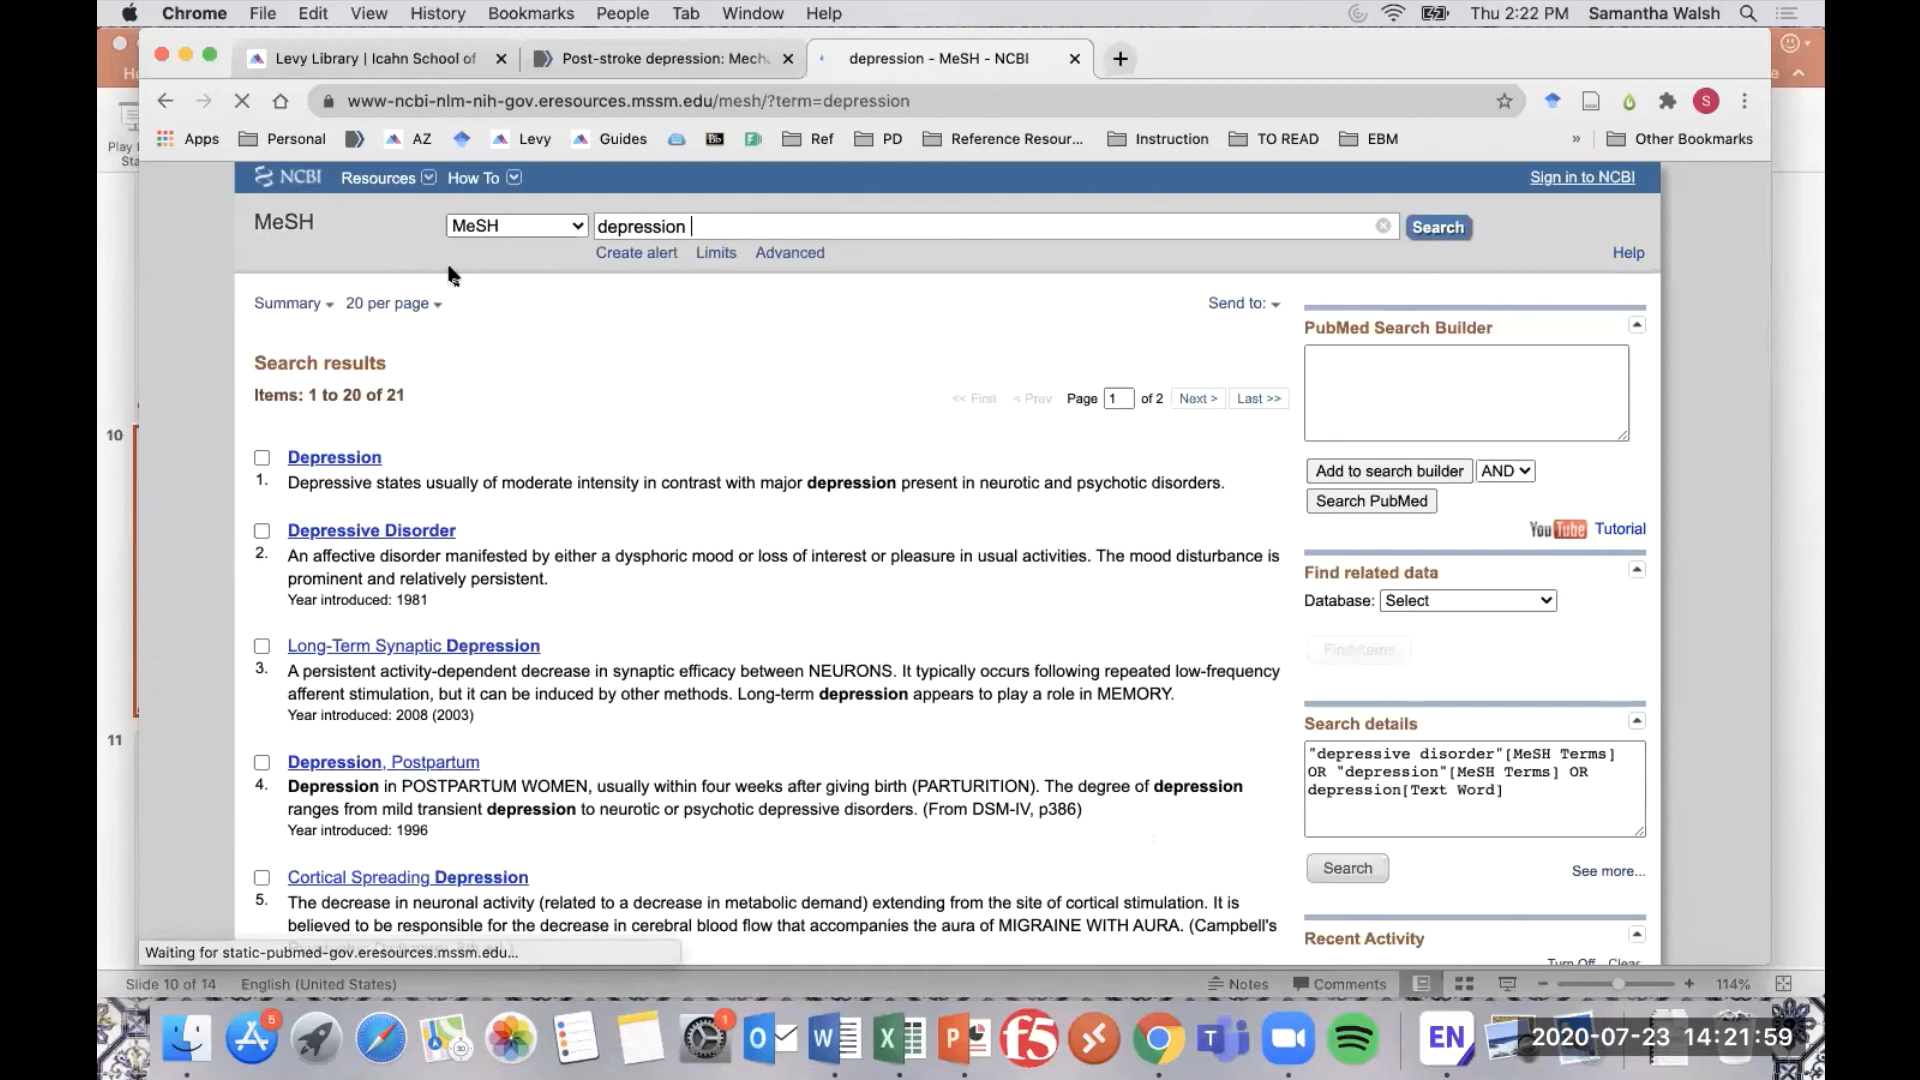 Chrome File Edit View History Bookmarks People Tab Window Help
Thu 2:22 PM Samantha Walsh
Levy Library | Icahn School of
Post-stroke depression: Mech
depression - MeSH - NCBI
www-ncbi-nlm-nih-gov.eresources.mssm.edu/mesh/?term=depression
S
Apps Personal AZ Levy Guides Bb Ref PD Reference Resour... Instruction TO READ EBM » Other Bookmarks
NCBI Resources How To Sign in to NCBI
MeSH MeSH depression Search
Create alert Limits Advanced Help
Summary 20 per page Send to:
Search results
Items: 1 to 20 of 21
<< First < Prev Page 1 of 2 Next > Last >>
Depression
1. Depressive states usually of moderate intensity in contrast with major depression present in neurotic and psychotic disorders.
Depressive Disorder
2. An affective disorder manifested by either a dysphoric mood or loss of interest or pleasure in usual activities. The mood disturbance is
prominent and relatively persistent.
Year introduced: 1981
Long-Term Synaptic Depression
3. A persistent activity-dependent decrease in synaptic efficacy between NEURONS. It typically occurs following repeated low-frequency
afferent stimulation, but it can be induced by other methods. Long-term depression appears to play a role in MEMORY.
Year introduced: 2008 (2003)
Depression, Postpartum
4. Depression in POSTPARTUM WOMEN, usually within four weeks after giving birth (PARTURITION). The degree of depression
ranges from mild transient depression to neurotic or psychotic depressive disorders. (From DSM-IV, p386)
Year introduced: 1996
Cortical Spreading Depression
5. The decrease in neuronal activity (related to a decrease in metabolic demand) extending from the site of cortical stimulation. It is
believed to be responsible for the decrease in cerebral blood flow that accompanies the aura of MIGRAINE WITH AURA. (Campbell's
PubMed Search Builder
Add to search builder AND
Search PubMed
YouTube Tutorial
Find related data
Database: Select
Find items
Search details
"depressive disorder"[MeSH Terms]
OR "depression"[MeSH Terms] OR
depression[Text Word]
Search See more...
Recent Activity
Turn Off Clear
Waiting for static-pubmed-gov.eresources.mssm.edu...
Play
Sta
10
11
Slide 10 of 14 English (United States) Notes Comments 114%
5
3D
1
f5
EN
2020-07-23 14:21:59